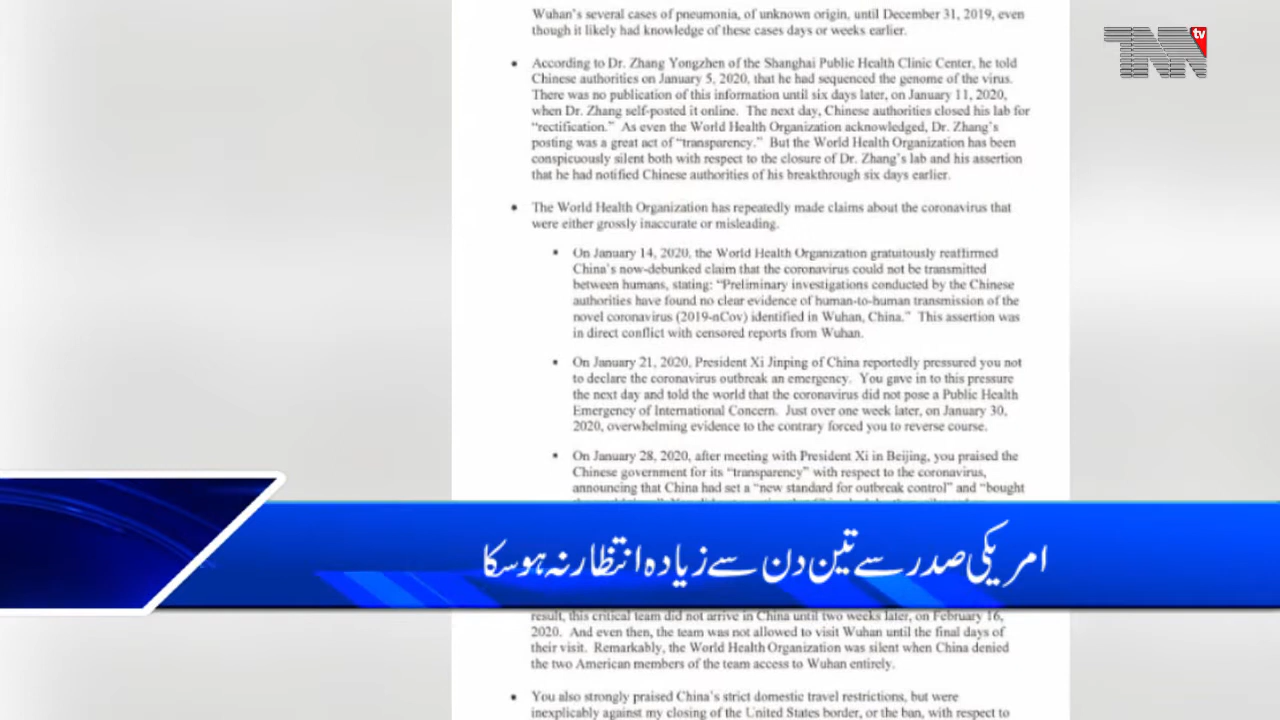 Wuhan's several cases of pneumonia, of unknown origin, until December 31, 2019, even
though it likely had knowledge of these cases days or weeks earlier.
• According to Dr. Zhang Yongzhen of the Shanghai Public Health Clinic Center, he told
Chinese authorities on January 5, 2020, that he had sequenced the genome of the virus.
There was no publication of this information until six days later, on January 11, 2020,
when Dr. Zhang self-posted it online. The next day, Chinese authorities closed his lab for
“rectification.” As even the World Health Organization acknowledged, Dr. Zhang's
posting was a great act of “transparency.” But the World Health Organization has been
conspicuously silent both with respect to the closure of Dr. Zhang's lab and his assertion
that he had notified Chinese authorities of his breakthrough six days earlier.
• The World Health Organization has repeatedly made claims about the coronavirus that
were either grossly inaccurate or misleading.
▪ On January 14, 2020, the World Health Organization gratuitously reaffirmed
China's now-debunked claim that the coronavirus could not be transmitted
between humans, stating: “Preliminary investigations conducted by the Chinese
authorities have found no clear evidence of human-to-human transmission of the
novel coronavirus (2019-nCov) identified in Wuhan, China.” This assertion was
in direct conflict with censored reports from Wuhan.
▪ On January 21, 2020, President Xi Jinping of China reportedly pressured you not
to declare the coronavirus outbreak an emergency. You gave in to this pressure
the next day and told the world that the coronavirus did not pose a Public Health
Emergency of International Concern. Just over one week later, on January 30,
2020, overwhelming evidence to the contrary forced you to reverse course.
▪ On January 28, 2020, after meeting with President Xi in Beijing, you praised the
Chinese government for its “transparency” with respect to the coronavirus,
announcing that China had set a “new standard for outbreak control” and “bought
امریکی صدر سے تین دن سے زیادہ انتظار نہ ہوسکا
result, this critical team did not arrive in China until two weeks later, on February 16,
2020. And even then, the team was not allowed to visit Wuhan until the final days of
their visit. Remarkably, the World Health Organization was silent when China denied
the two American members of the team access to Wuhan entirely.
• You also strongly praised China's strict domestic travel restrictions, but were
inexplicably against my closing of the United States border, or the ban, with respect to
TNN tv